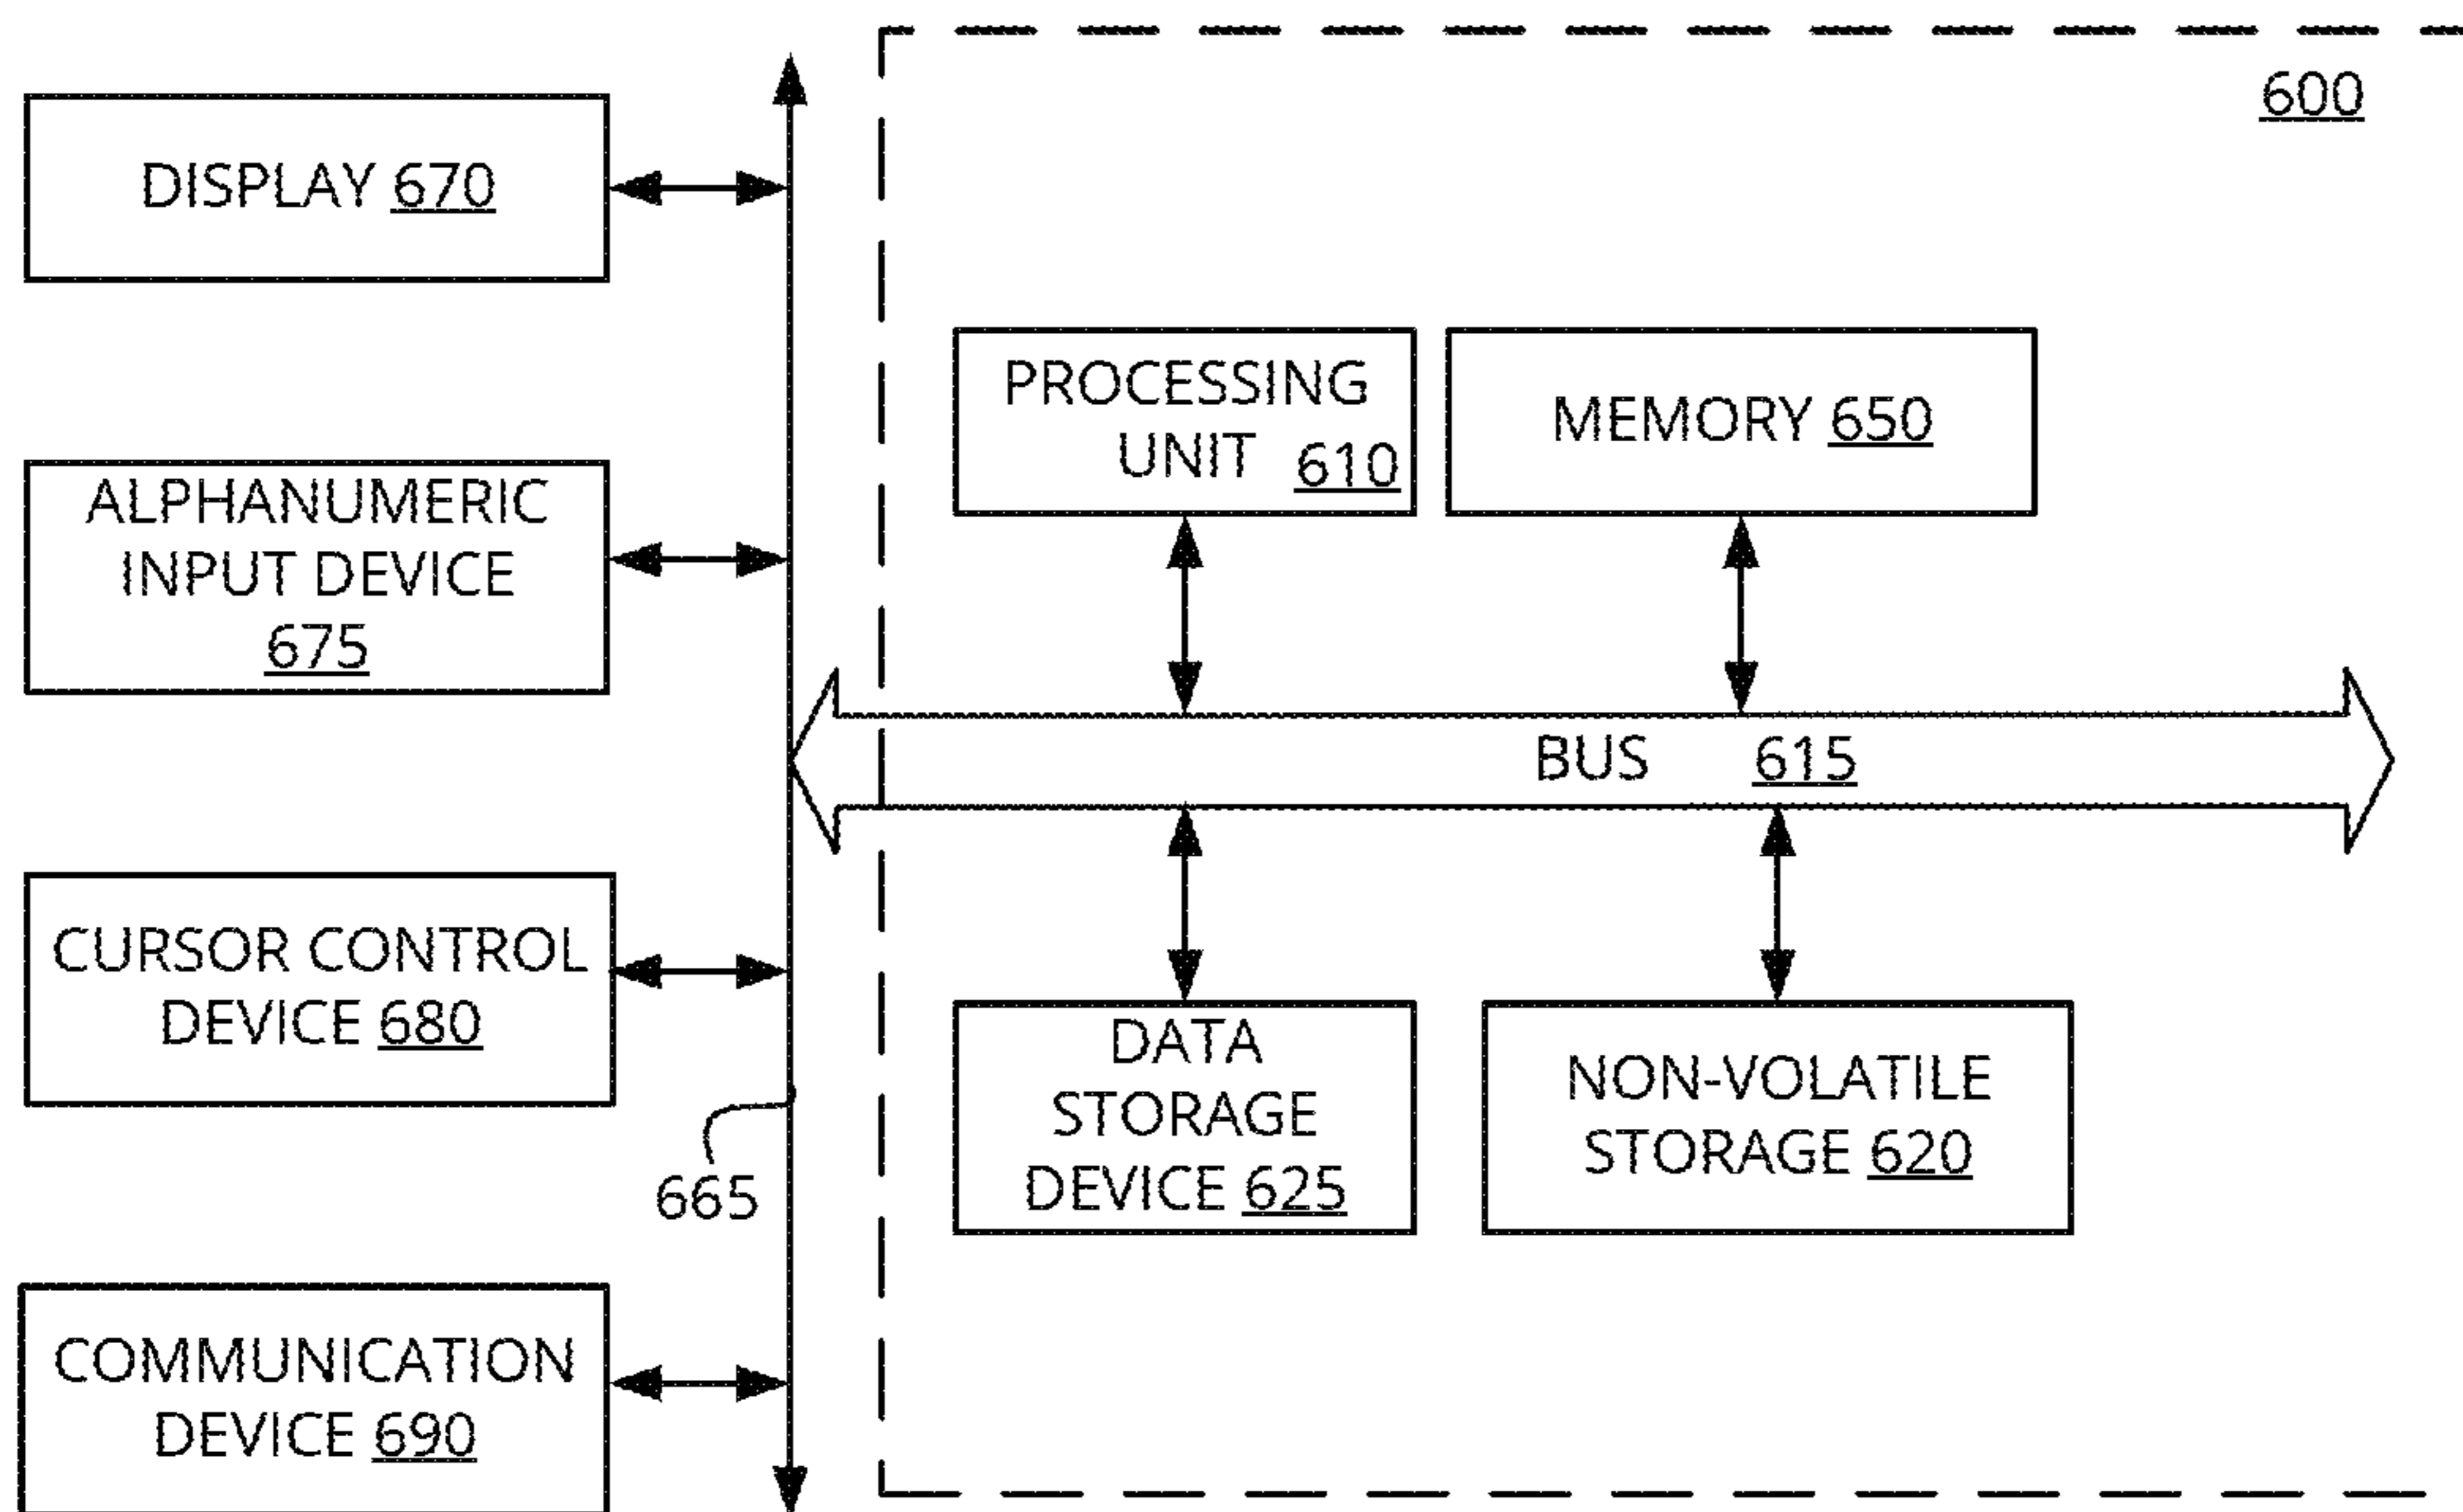 600
DISPLAY 670
PROCESSING
UNIT 610
MEMORY 650
ALPHANUMERIC
INPUT DEVICE
675
BUS 615
CURSOR CONTROL
DEVICE 680
DATA
STORAGE
DEVICE 625
NON-VOLATILE
STORAGE 620
665
COMMUNICATION
DEVICE 690